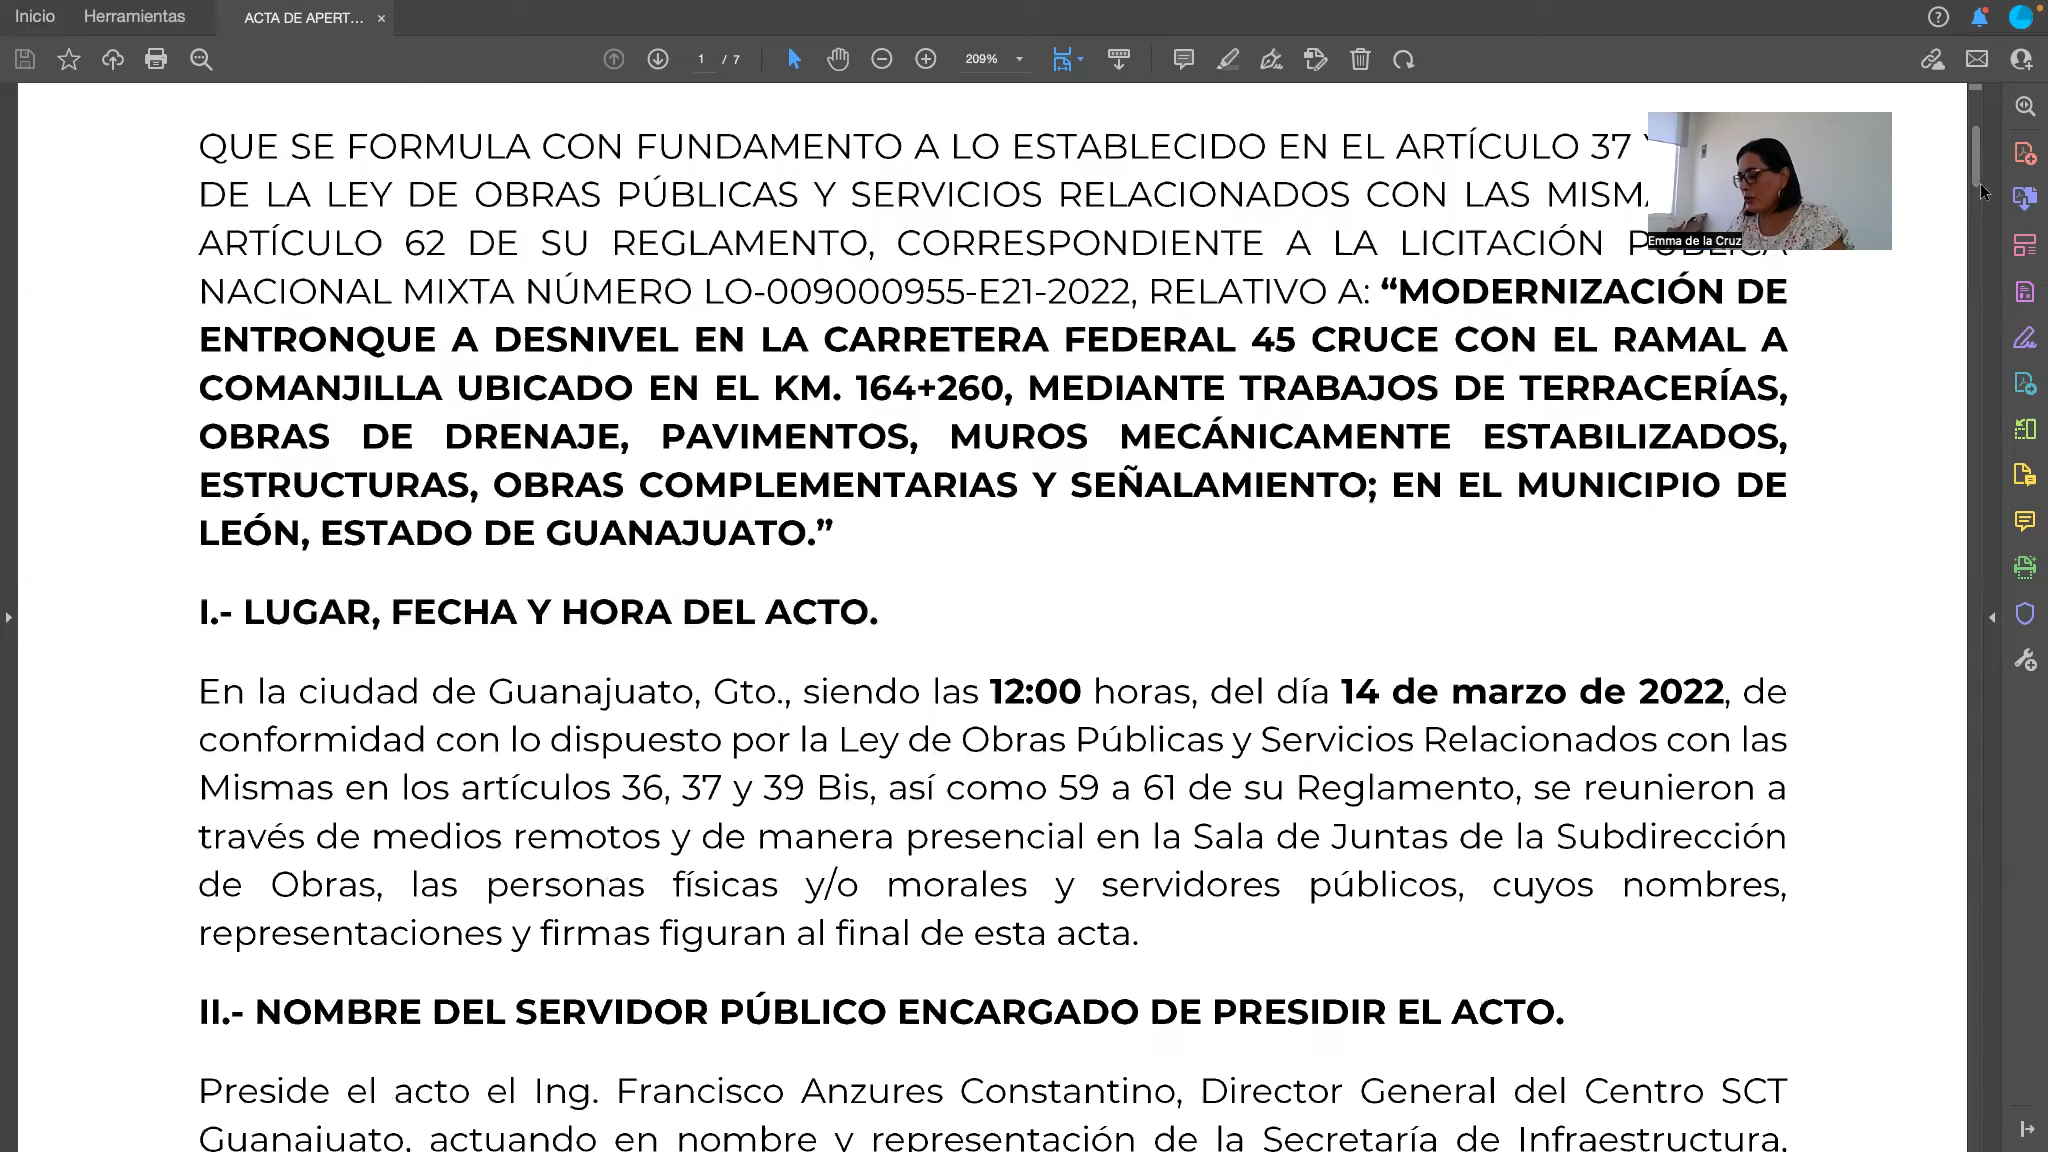 Inicio Herramientas ACTA DE APERT... ×
1 / 7 209%
QUE SE FORMULA CON FUNDAMENTO A LO ESTABLECIDO EN EL ARTÍCULO 37
DE LA LEY DE OBRAS PÚBLICAS Y SERVICIOS RELACIONADOS CON LAS
ARTÍCULO 62 DE SU REGLAMENTO, CORRESPONDIENTE A LA LICITACIÓN
Emma de la Cruz
NACIONAL MIXTA NÚMERO LO-009000955-E21-2022, RELATIVO A: “MODERNIZACIÓN DE
ENTRONQUE A DESNIVEL EN LA CARRETERA FEDERAL 45 CRUCE CON EL RAMAL A
COMANJILLA UBICADO EN EL KM. 164+260, MEDIANTE TRABAJOS DE TERRACERÍAS,
OBRAS DE DRENAJE, PAVIMENTOS, MUROS MECÁNICAMENTE ESTABILIZADOS,
ESTRUCTURAS, OBRAS COMPLEMENTARIAS Y SEÑALAMIENTO; EN EL MUNICIPIO DE
LEÓN, ESTADO DE GUANAJUATO.”
I.- LUGAR, FECHA Y HORA DEL ACTO.
En la ciudad de Guanajuato, Gto., siendo las 12:00 horas, del día 14 de marzo de 2022, de
conformidad con lo dispuesto por la Ley de Obras Públicas y Servicios Relacionados con las
Mismas en los artículos 36, 37 y 39 Bis, así como 59 a 61 de su Reglamento, se reunieron a
través de medios remotos y de manera presencial en la Sala de Juntas de la Subdirección
de Obras, las personas físicas y/o morales y servidores públicos, cuyos nombres,
representaciones y firmas figuran al final de esta acta.
II.- NOMBRE DEL SERVIDOR PÚBLICO ENCARGADO DE PRESIDIR EL ACTO.
Preside el acto el Ing. Francisco Anzures Constantino, Director General del Centro SCT
Guanajuato, actuando en nombre y representación de la Secretaría de Infraestructura,